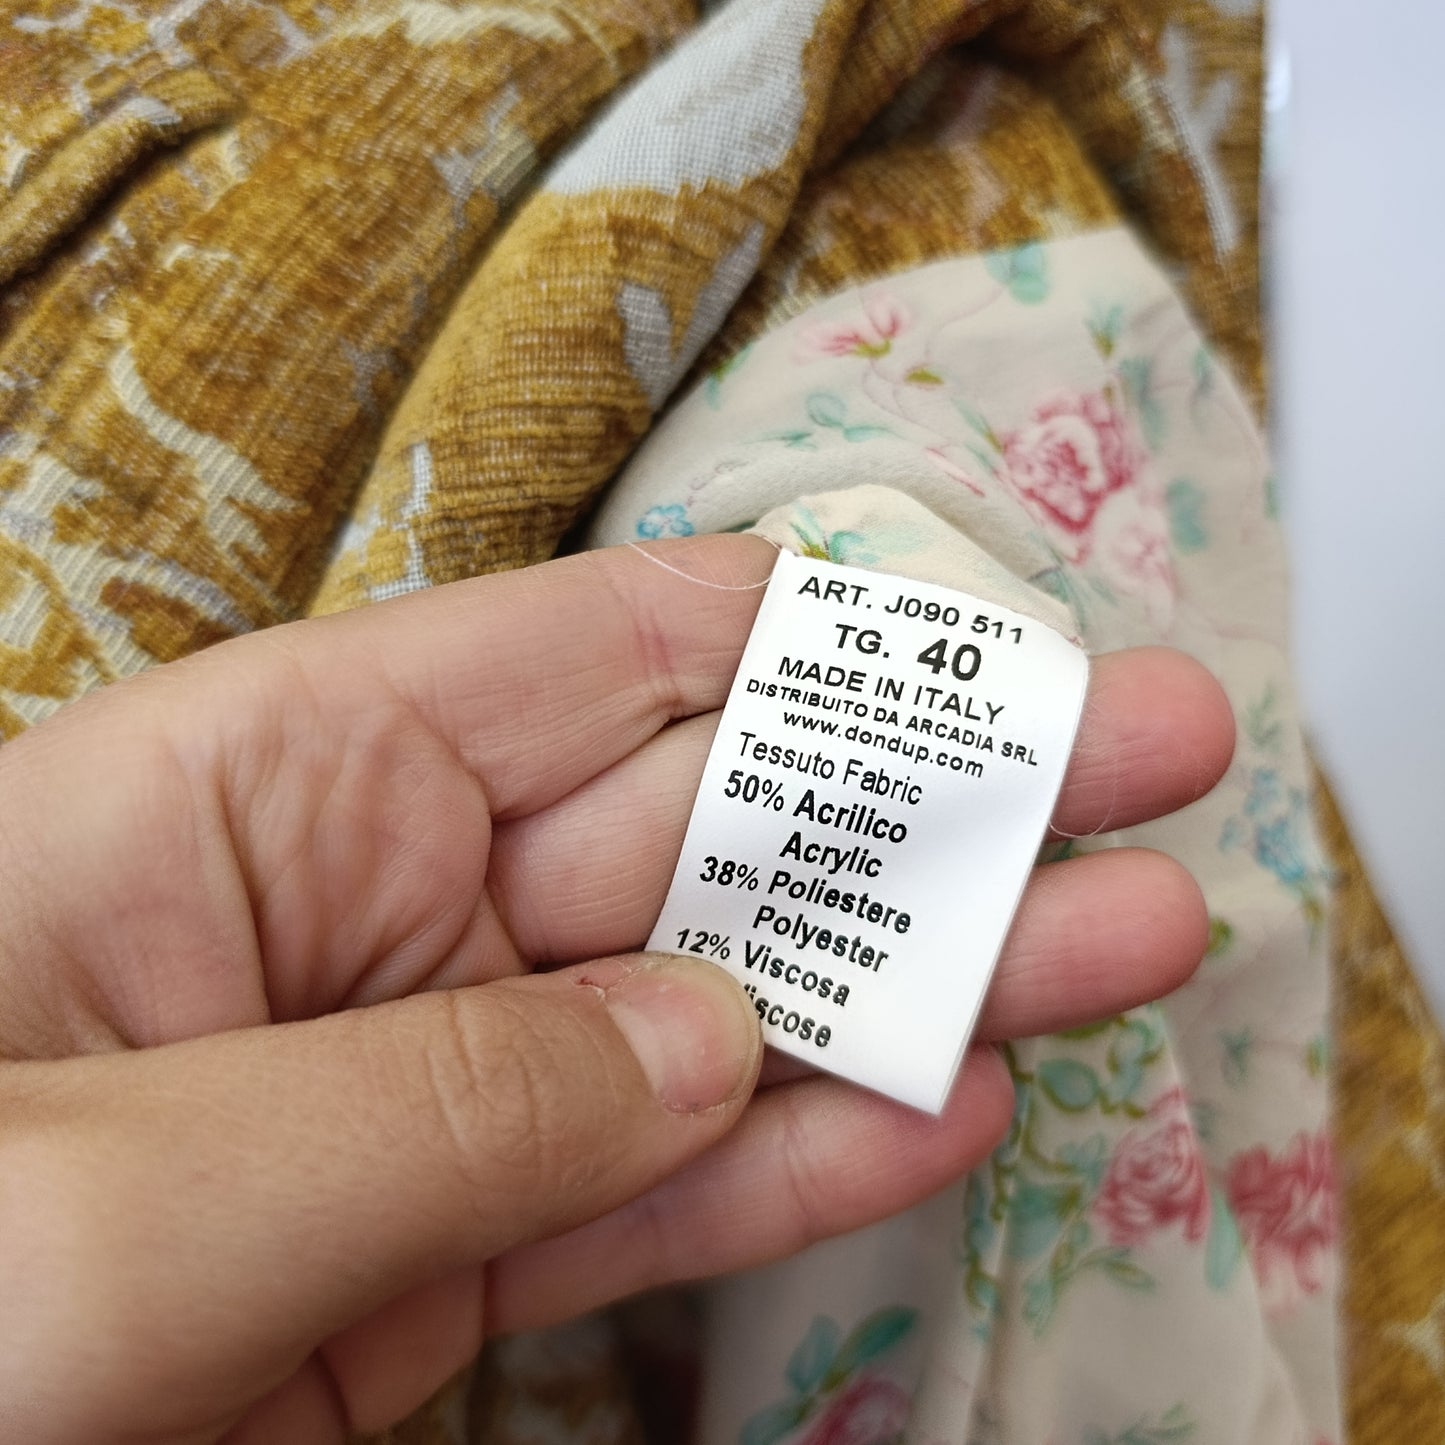 ART. J090 511
TG. 40
MADE IN ITALY
DISTRIBUITO DA ARCADIA SRL
www.dondup.com
Tessuto Fabric
50% Acrilico
Acrylic
38% Poliestere
Polyester
12% Viscosa
Viscose